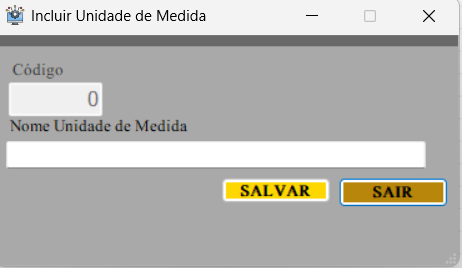 Incluir Unidade de Medida
Código
0
Nome Unidade de Medida
SALVAR SAIR